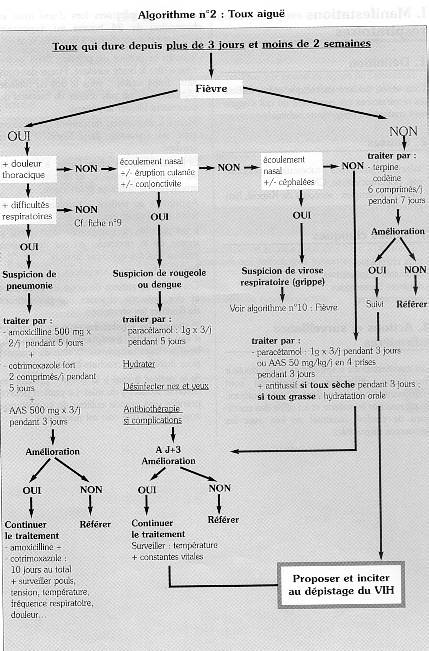 Algorithme n°2 : Toux aiguë
Toux qui dure depuis plus de 3 jours et moins de 2 semaines
Fièvre
OUI
NON
+ douleur
thoracique
NON
écoulement nasal
+/- éruption cutanée
+/- conjonctivite
NON
écoulement
nasal
+/- céphalées
NON
traiter par :
- terpine
codéine
6 comprimés/j
pendant 7 jours
+ difficultés
respiratoires
NON
Cf. fiche n°9
OUI
OUI
Amélioration
OUI
Suspicion de
pneumonie
Suspicion de rougeole
ou dengue
Suspicion de virose
respiratoire (grippe)
OUI
NON
Suivi
Référer
Voir algorithme n°10 : Fièvre
traiter par :
- amoxicilline 500 mg x
2/j pendant 5 jours
+
- cotrimoxazole fort
2 comprimés/j pendant
5 jours
+
- AAS 500 mg x 3/j
pendant 3 jours
traiter par :
- paracétamol : 1g x 3/j
pendant 5 jours
Hydrater
Désinfecter nez et yeux
Antibiothérapie
si complications
traiter par :
- paracétamol : 1g x 3/j pendant 3 jours
ou AAS 50 mg/kg/j en 4 prises
pendant 3 jours
+ antitussif si toux sèche pendant 3 jours ;
si toux grasse : hydratation orale
Amélioration
A J+3
Amélioration
OUI
NON
OUI
NON
Continuer
le traitement
- amoxicilline +
- cotrimoxazole :
10 jours au total
+ surveiller pouls,
tension, température,
fréquence respiratoire,
douleur...
Référer
Continuer
le traitement
Surveiller : température
+ constantes vitales
Référer
Proposer et inciter
au dépistage du VIH